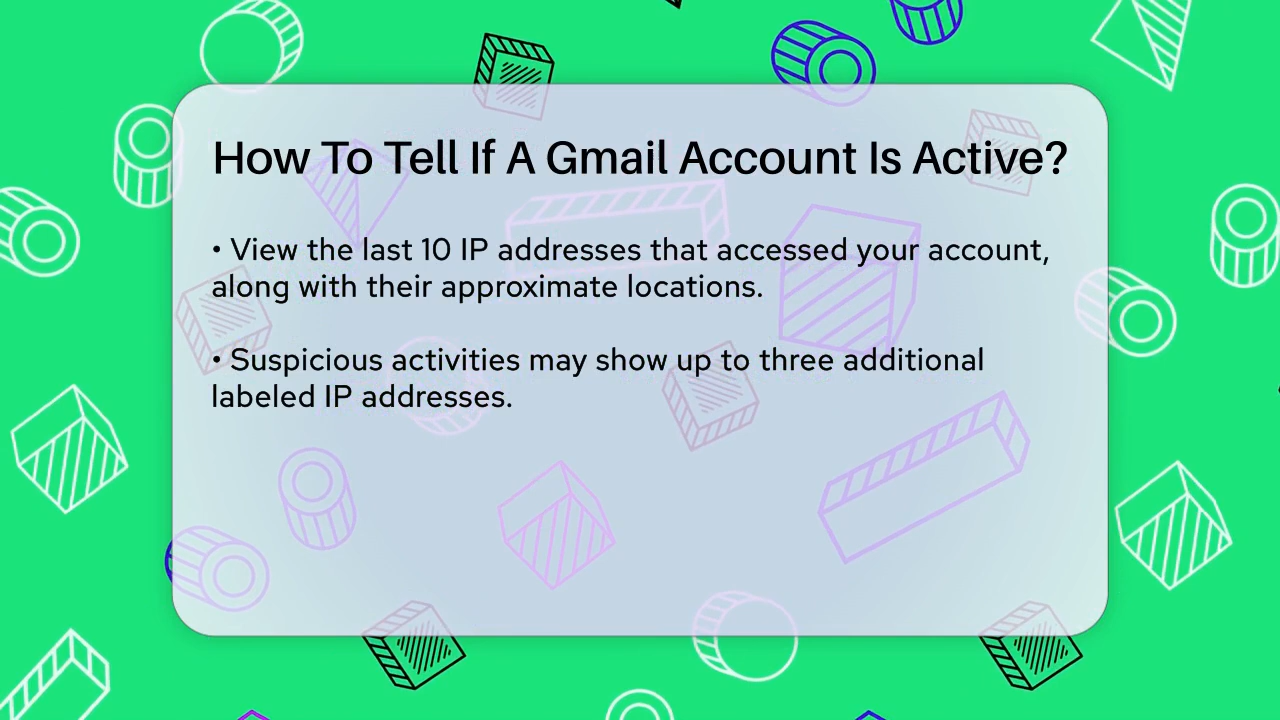 How To Tell If A Gmail Account Is Active?
• View the last 10 IP addresses that accessed your account,
along with their approximate locations.
• Suspicious activities may show up to three additional
labeled IP addresses.